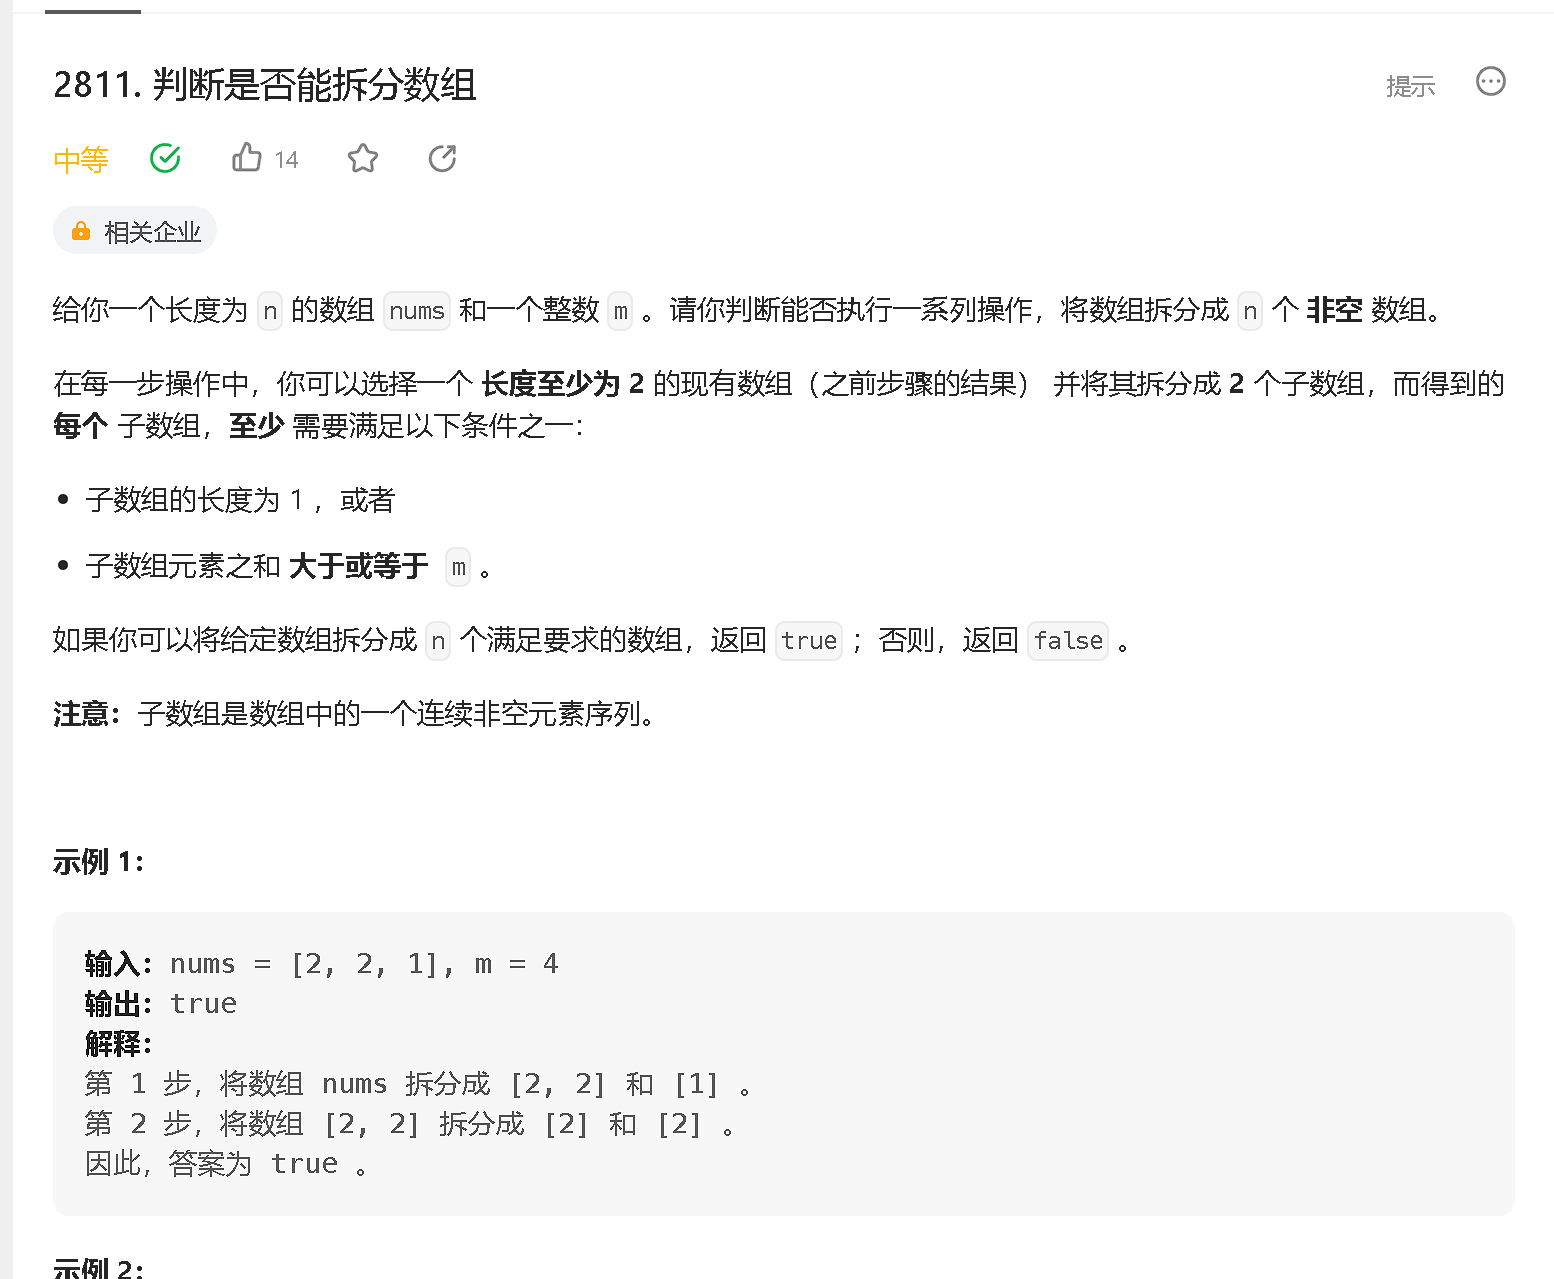 2811. 判断是否能拆分数组
提示
中等
14
相关企业
给你一个长度为 n 的数组 nums 和一个整数 m 。请你判断能否执行一系列操作，将数组拆分成 n 个 非空 数组。
在每一步操作中，你可以选择一个 长度至少为 2 的现有数组（之前步骤的结果） 并将其拆分成 2 个子数组，而得到的
每个 子数组，至少 需要满足以下条件之一：
• 子数组的长度为 1 ，或者
• 子数组元素之和 大于或等于 m 。
如果你可以将给定数组拆分成 n 个满足要求的数组，返回 true ；否则，返回 false 。
注意：子数组是数组中的一个连续非空元素序列。
示例 1：
输入：nums = [2, 2, 1], m = 4
输出：true
解释：
第 1 步，将数组 nums 拆分成 [2, 2] 和 [1] 。
第 2 步，将数组 [2, 2] 拆分成 [2] 和 [2] 。
因此，答案为 true 。
示例 2：